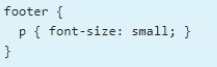 footer {
  p { font-size: small; }
}